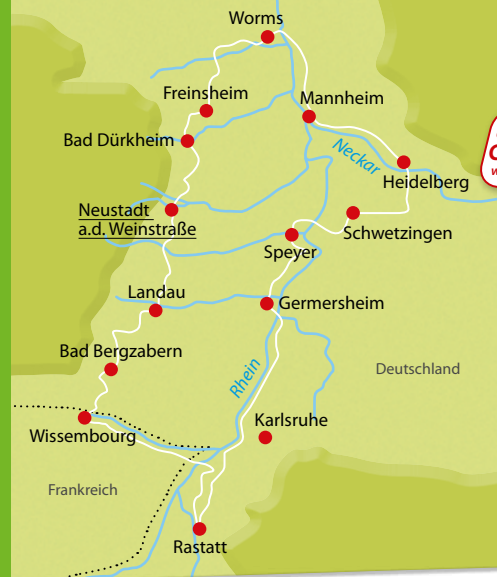 Worms
Freinsheim
Mannheim
Bad Dürkheim
Neckar
Heidelberg
Neustadt
a.d. Weinstraße
Schwetzingen
Speyer
Landau
Germersheim
Bad Bergzabern
Rhein
Deutschland
Karlsruhe
Wissembourg
Frankreich
Rastatt